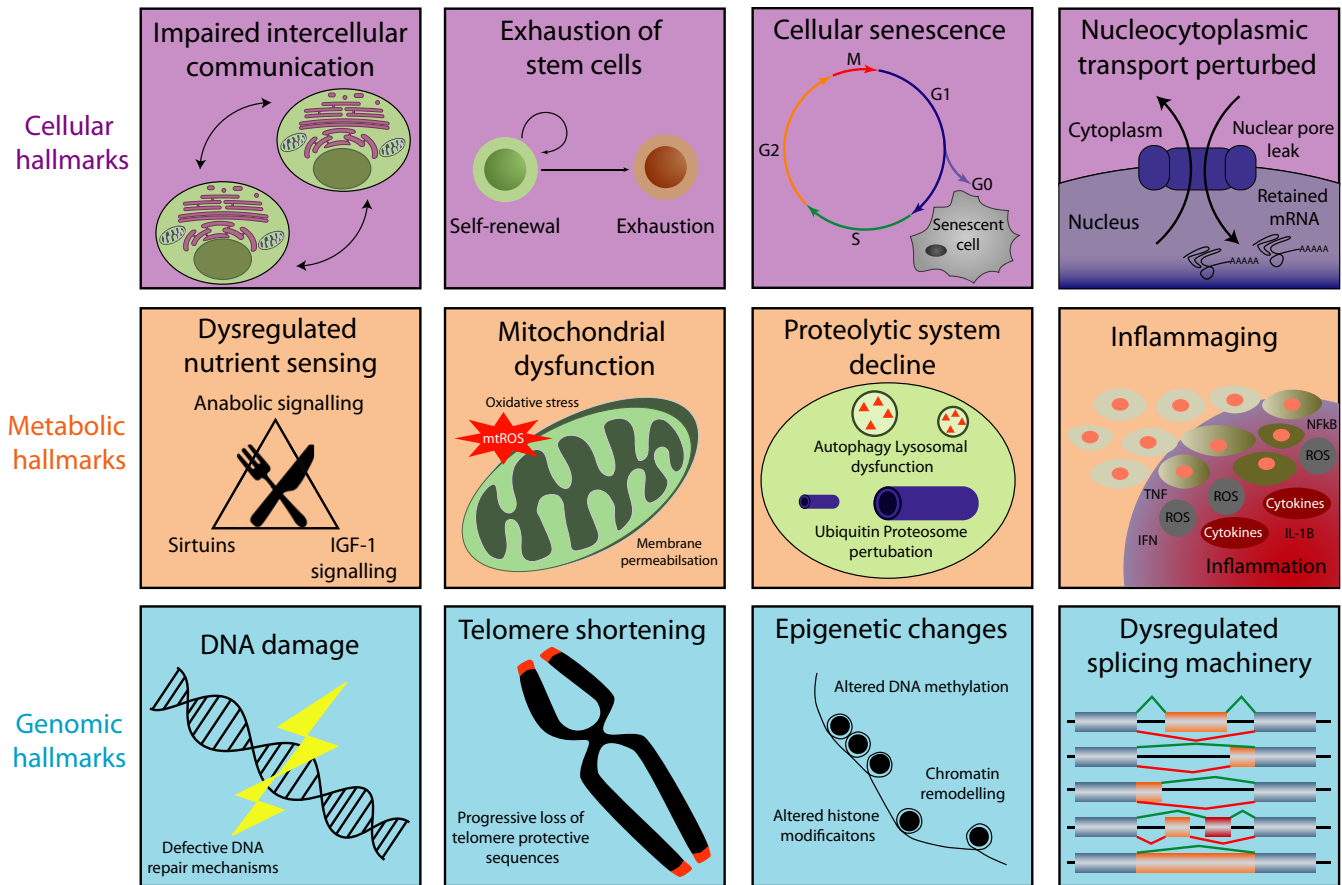 Cellular
hallmarks
Impaired intercellular
communication
Exhaustion of
stem cells
Self-renewal
Exhaustion
Cellular senescence
M
G1
G2
G0
S
Senescent
cell
Nucleocytoplasmic
transport perturbed
Cytoplasm
Nuclear pore
leak
Nucleus
Retained
mRNA
AAAAA
AAAAA
Metabolic
hallmarks
Dysregulated
nutrient sensing
Anabolic signalling
Sirtuins
IGF-1
signalling
Mitochondrial
dysfunction
Oxidative stress
mtROS
Membrane
permeabilsation
Proteolytic system
decline
Autophagy Lysosomal
dysfunction
Ubiquitin Proteosome
pertubation
Inflammaging
NFkB
ROS
TNF
ROS
Cytokines
ROS
Cytokines
IL-1B
IFN
Inflammation
Genomic
hallmarks
DNA damage
Defective DNA
repair mechanisms
Telomere shortening
Progressive loss of
telomere protective
sequences
Epigenetic changes
Altered DNA methylation
Chromatin
remodelling
Altered histone
modificaitons
Dysregulated
splicing machinery